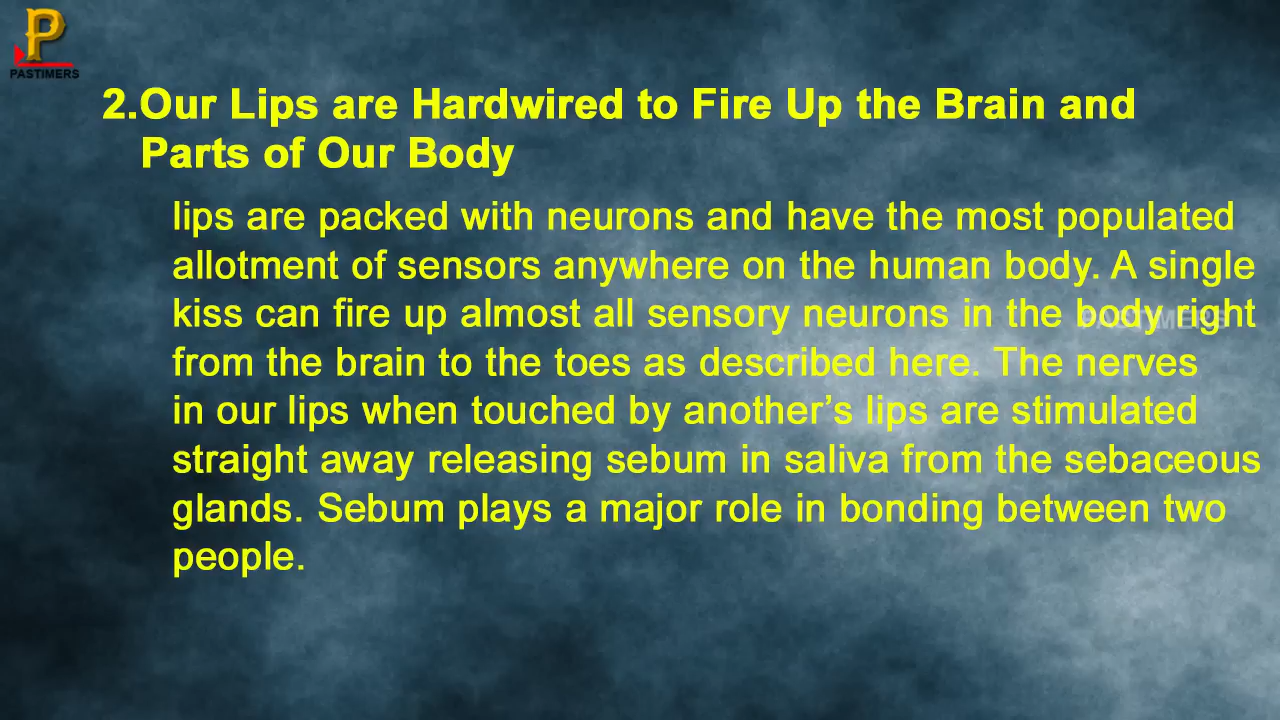 P
PASTIMERS
2.Our Lips are Hardwired to Fire Up the Brain and
Parts of Our Body
lips are packed with neurons and have the most populated
allotment of sensors anywhere on the human body. A single
kiss can fire up almost all sensory neurons in the body right
from the brain to the toes as described here. The nerves
in our lips when touched by another’s lips are stimulated
straight away releasing sebum in saliva from the sebaceous
glands. Sebum plays a major role in bonding between two
people.
PASTIMERS